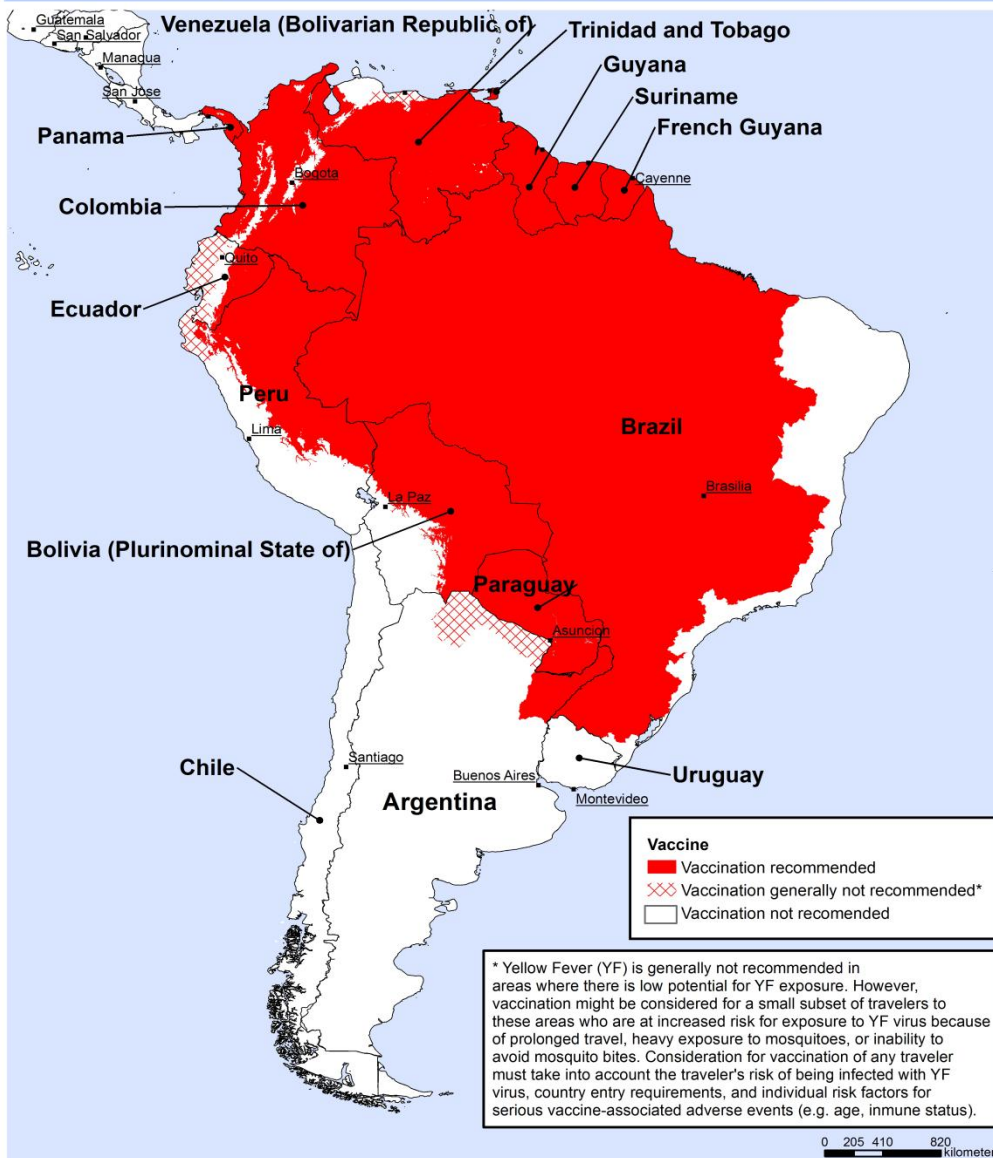 Guatemala
San Salvador
Managua
San Jose
Venezuela (Bolivarian Republic of)
Trinidad and Tobago
Guyana
Suriname
French Guyana
Panama
Cayenne
Bogota
Colombia
Quito
Ecuador
Peru
Brazil
Lima
Brasilia
La Paz
Bolivia (Plurinominal State of)
Paraguay
Asuncion
Santiago
Chile
Buenos Aires
Uruguay
Argentina
Montevideo
Vaccine
Vaccination recommended
Vaccination generally not recommended*
Vaccination not recomended
* Yellow Fever (YF) is generally not recommended in
areas where there is low potential for YF exposure. However,
vaccination might be considered for a small subset of travelers to
these areas who are at increased risk for exposure to YF virus because
of prolonged travel, heavy exposure to mosquitoes, or inability to
avoid mosquito bites. Consideration for vaccination of any traveler
must take into account the traveler's risk of being infected with YF
virus, country entry requirements, and individual risk factors for
serious vaccine-associated adverse events (e.g. age, inmune status).
0 205 410 820
kilometer